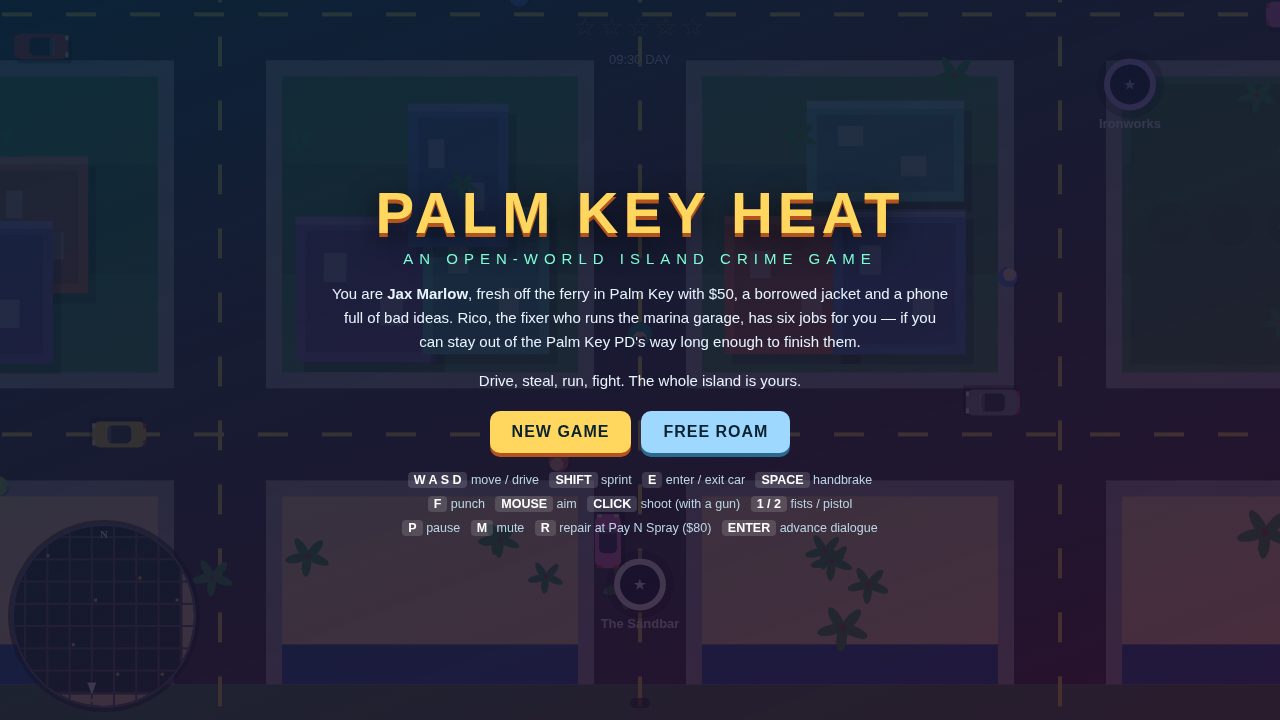 ☆☆☆☆☆
09:30 DAY
Ironworks
PALM KEY HEAT
AN OPEN-WORLD ISLAND CRIME GAME
You are Jax Marlow, fresh off the ferry in Palm Key with $50, a borrowed jacket and a phone
full of bad ideas. Rico, the fixer who runs the marina garage, has six jobs for you — if you
can stay out of the Palm Key PD's way long enough to finish them.
Drive, steal, run, fight. The whole island is yours.
NEW GAME FREE ROAM
W A S D move / drive SHIFT sprint E enter / exit car SPACE handbrake
F punch MOUSE aim CLICK shoot (with a gun) 1 / 2 fists / pistol
P pause M mute R repair at Pay N Spray ($80) ENTER advance dialogue
N
The Sandbar